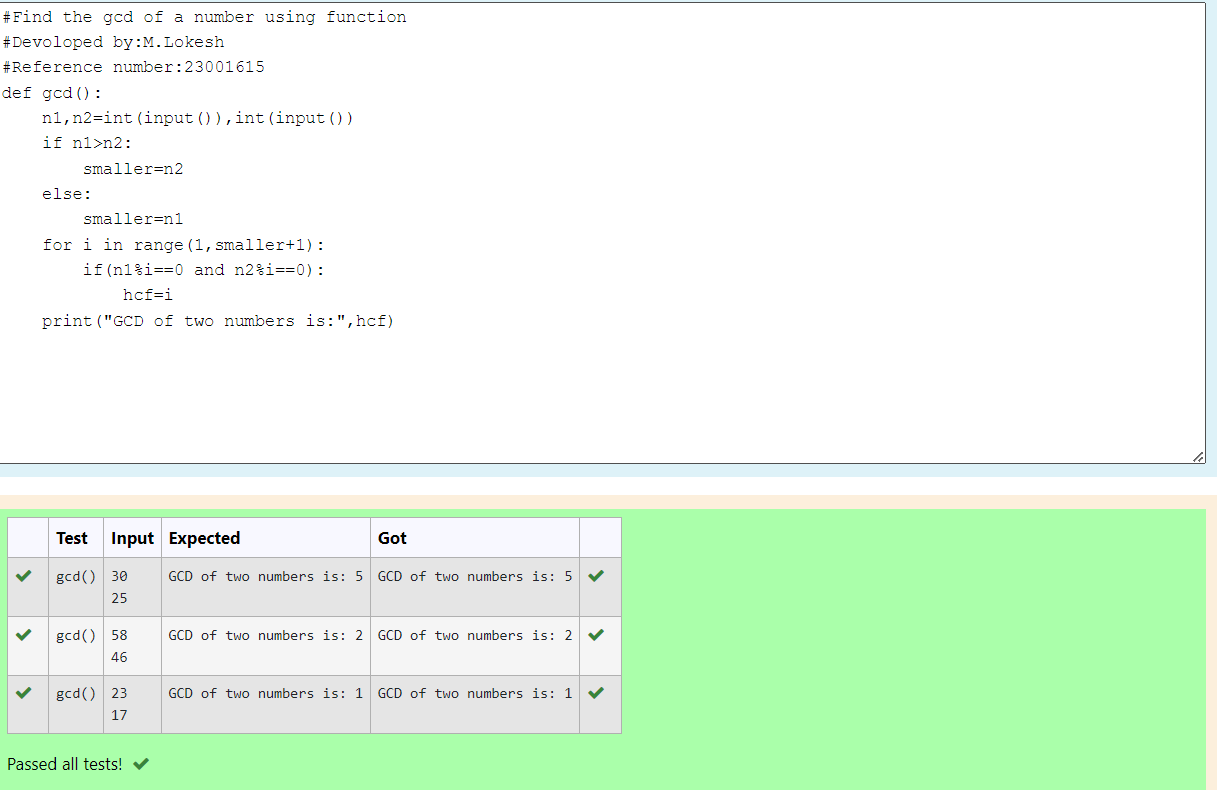 #Find the gcd of a number using function
#Devoloped by:M.Lokesh
#Reference number:23001615
def gcd():
    n1,n2=int(input()),int(input())
    if n1>n2:
        smaller=n2
    else:
        smaller=n1
    for i in range(1,smaller+1):
        if(n1%i==0 and n2%i==0):
            hcf=i
    print("GCD of two numbers is:",hcf)
Test Input Expected Got
gcd() 30 GCD of two numbers is: 5 GCD of two numbers is: 5
25
gcd() 58 GCD of two numbers is: 2 GCD of two numbers is: 2
46
gcd() 23 GCD of two numbers is: 1 GCD of two numbers is: 1
17
Passed all tests!